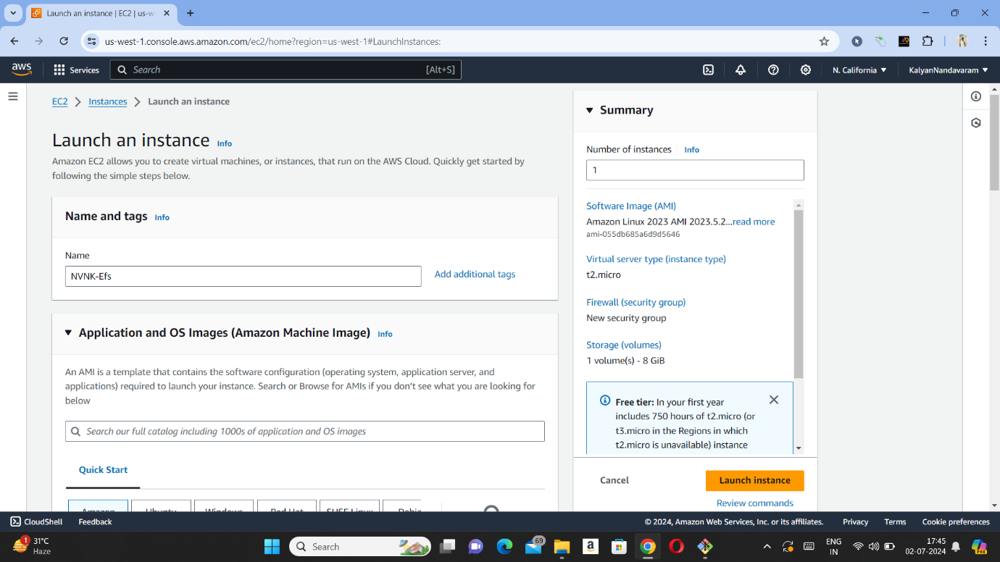 Launch an instance | EC2 | us-w
us-west-1.console.aws.amazon.com/ec2/home?region=us-west-1#LaunchInstances:
aws
Services
Search
[Alt+S]
N. California
KalyanNandavaram
EC2
Instances
Launch an instance
Launch an instance Info
Amazon EC2 allows you to create virtual machines, or instances, that run on the AWS Cloud. Quickly get started by
following the simple steps below.
Name and tags Info
Name
NVNK-Efs
Add additional tags
Application and OS Images (Amazon Machine Image) Info
An AMI is a template that contains the software configuration (operating system, application server, and
applications) required to launch your instance. Search or Browse for AMIs if you don't see what you are looking for
below
Search our full catalog including 1000s of application and OS images
Quick Start
Amazon
Ubuntu
Windows
Red Hat
SUSE Linux
Debia
Summary
Number of instances Info
1
Software Image (AMI)
Amazon Linux 2023 AMI 2023.5.2...read more
ami-055db685a6d9d5646
Virtual server type (instance type)
t2.micro
Firewall (security group)
New security group
Storage (volumes)
1 volume(s) - 8 GiB
Free tier: In your first year
includes 750 hours of t2.micro (or
t3.micro in the Regions in which
t2.micro is unavailable) instance
Cancel
Launch instance
Review commands
CloudShell
Feedback
© 2024, Amazon Web Services, Inc. or its affiliates.
Privacy
Terms
Cookie preferences
1
31°C
Haze
Search
69
a
ENG
IN
17:45
02-07-2024
PRE